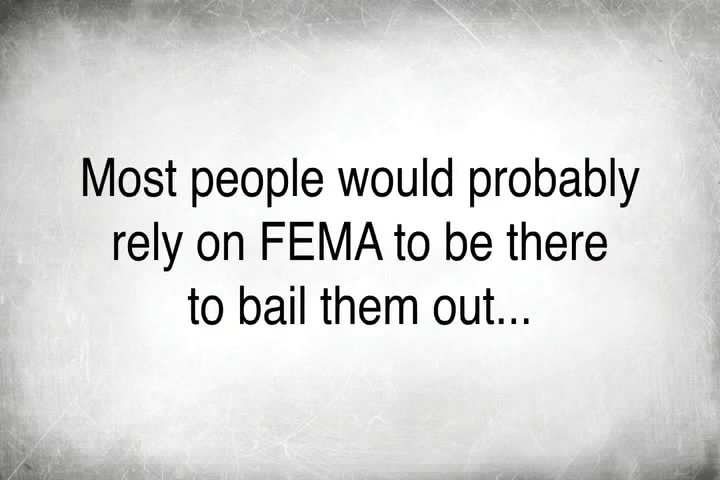 Most people would probably
rely on FEMA to be there
to bail them out...